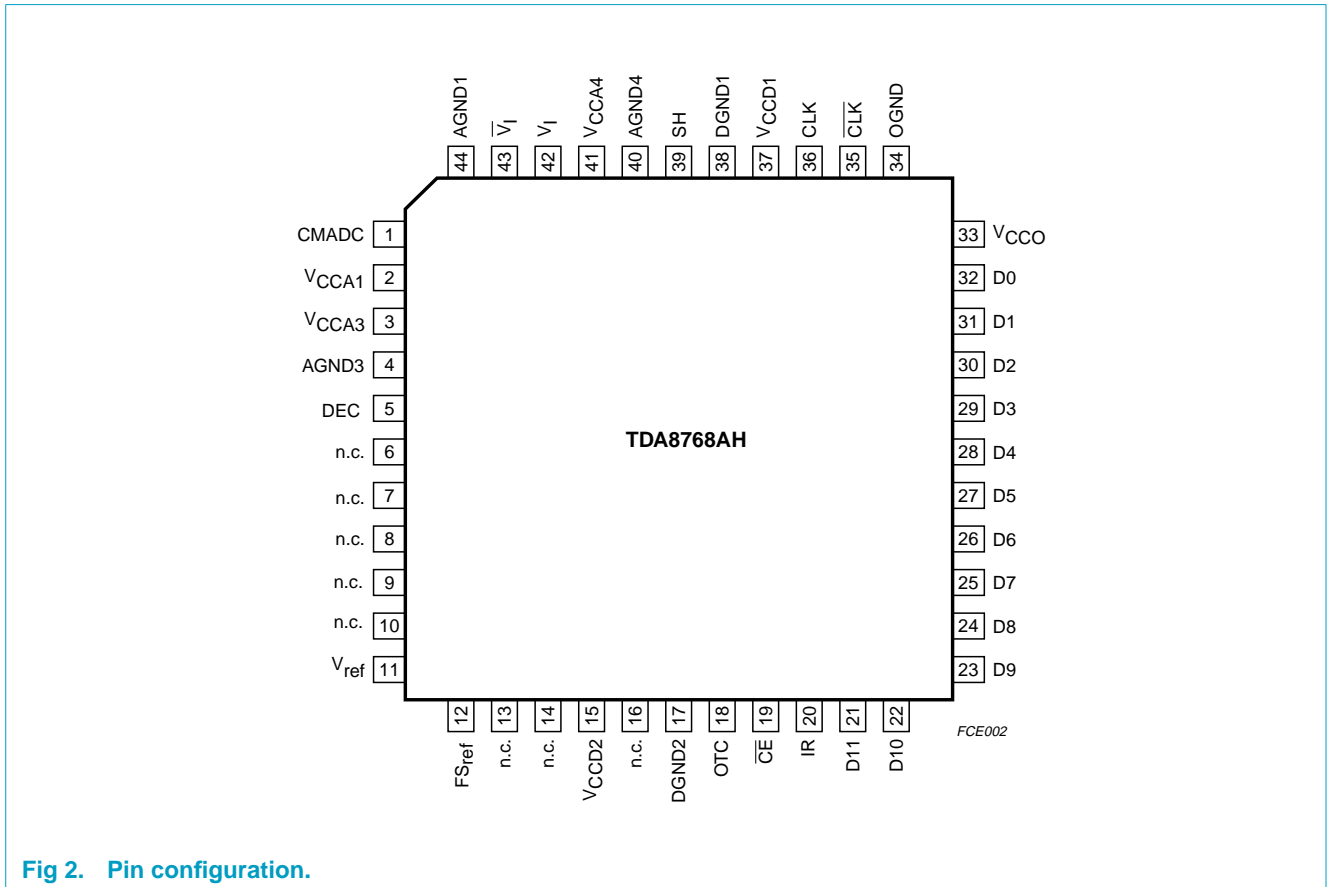 AGND1
44
V̅I
43
VI
42
VCCA4
41
AGND4
40
SH
39
DGND1
38
VCCD1
37
CLK
36
C̅L̅K̅
35
OGND
34
CMADC 1
VCCA1 2
VCCA3 3
AGND3 4
DEC 5
n.c. 6
n.c. 7
n.c. 8
n.c. 9
n.c. 10
Vref 11
TDA8768AH
33 VCCO
32 D0
31 D1
30 D2
29 D3
28 D4
27 D5
26 D6
25 D7
24 D8
23 D9
12
FSref
13
n.c.
14
n.c.
15
VCCD2
16
n.c.
17
DGND2
18
OTC
19
C̅E̅
20
IR
21
D11
22
D10
FCE002
Fig 2. Pin configuration.